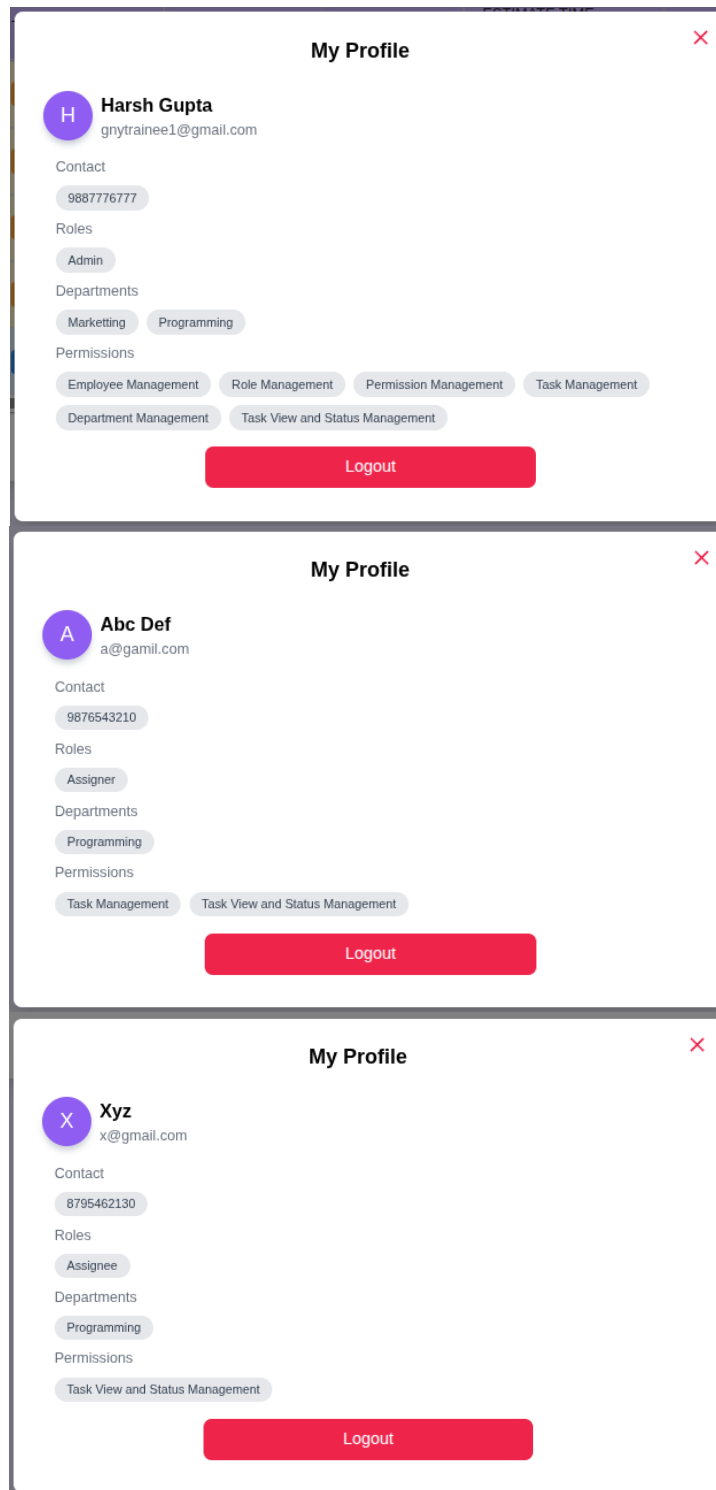 My Profile
H
Harsh Gupta
gnytrainee1@gmail.com
Contact
9887776777
Roles
Admin
Departments
Marketting Programming
Permissions
Employee Management Role Management Permission Management Task Management
Department Management Task View and Status Management
Logout
My Profile
A
Abc Def
a@gamil.com
Contact
9876543210
Roles
Assigner
Departments
Programming
Permissions
Task Management Task View and Status Management
Logout
My Profile
X
Xyz
x@gmail.com
Contact
8795462130
Roles
Assignee
Departments
Programming
Permissions
Task View and Status Management
Logout